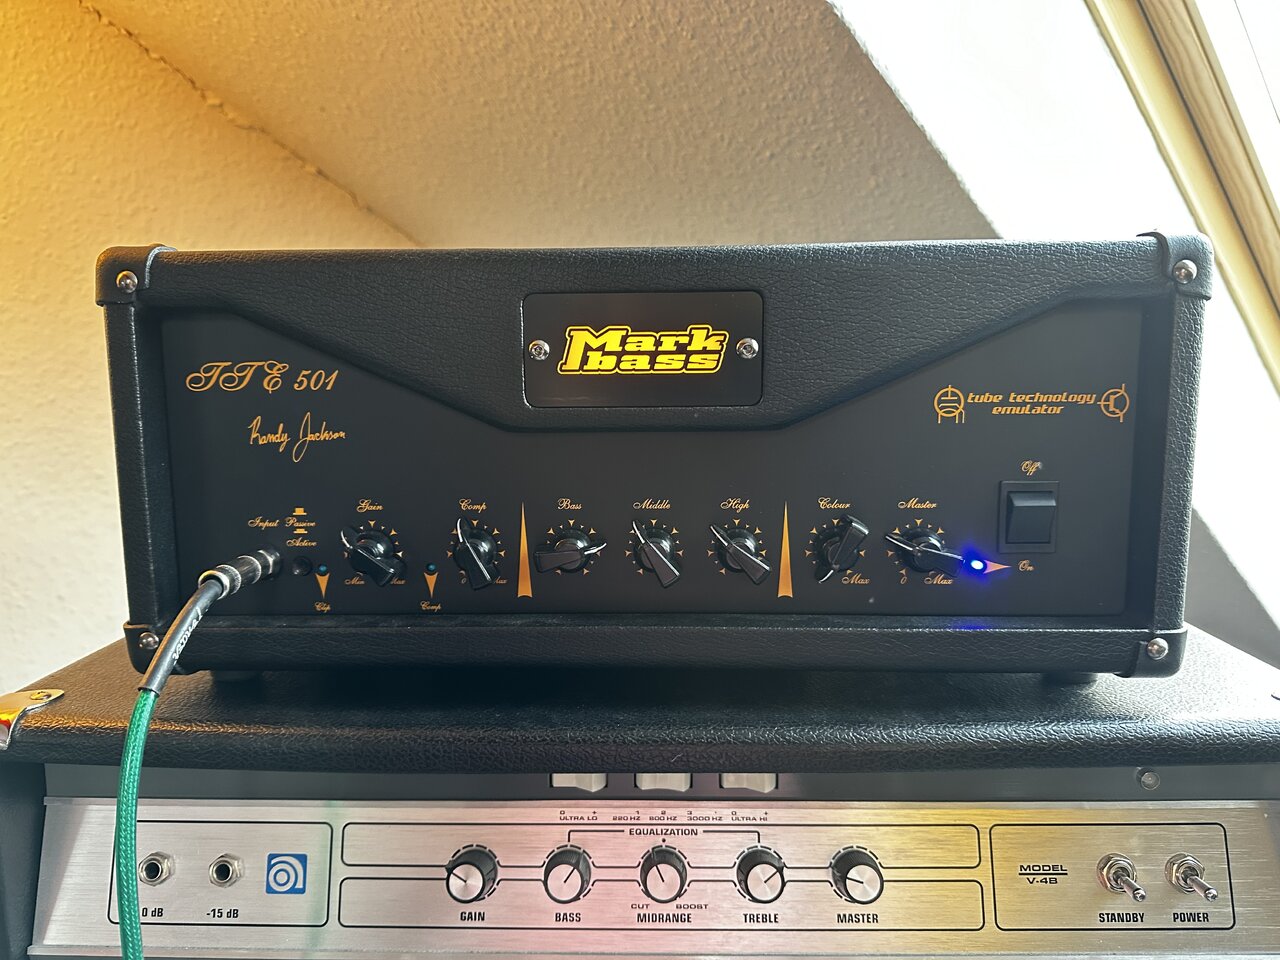 Mark
bass
TTE 501
Randy Jackson
tube technology
emulator
Off
On
Input
Passive
Active
Clip
Gain
Min
Max
Comp
Comp
0
Max
Bass
Middle
High
Colour
Max
Master
0
Max
0 +
ULTRA LO
1 2 3
220 HZ 800 HZ 3000 HZ
0 +
ULTRA HI
EQUALIZATION
0 dB
-15 dB
GAIN
BASS
CUT BOOST
MIDRANGE
TREBLE
MASTER
MODEL
V-4B
STANDBY
POWER